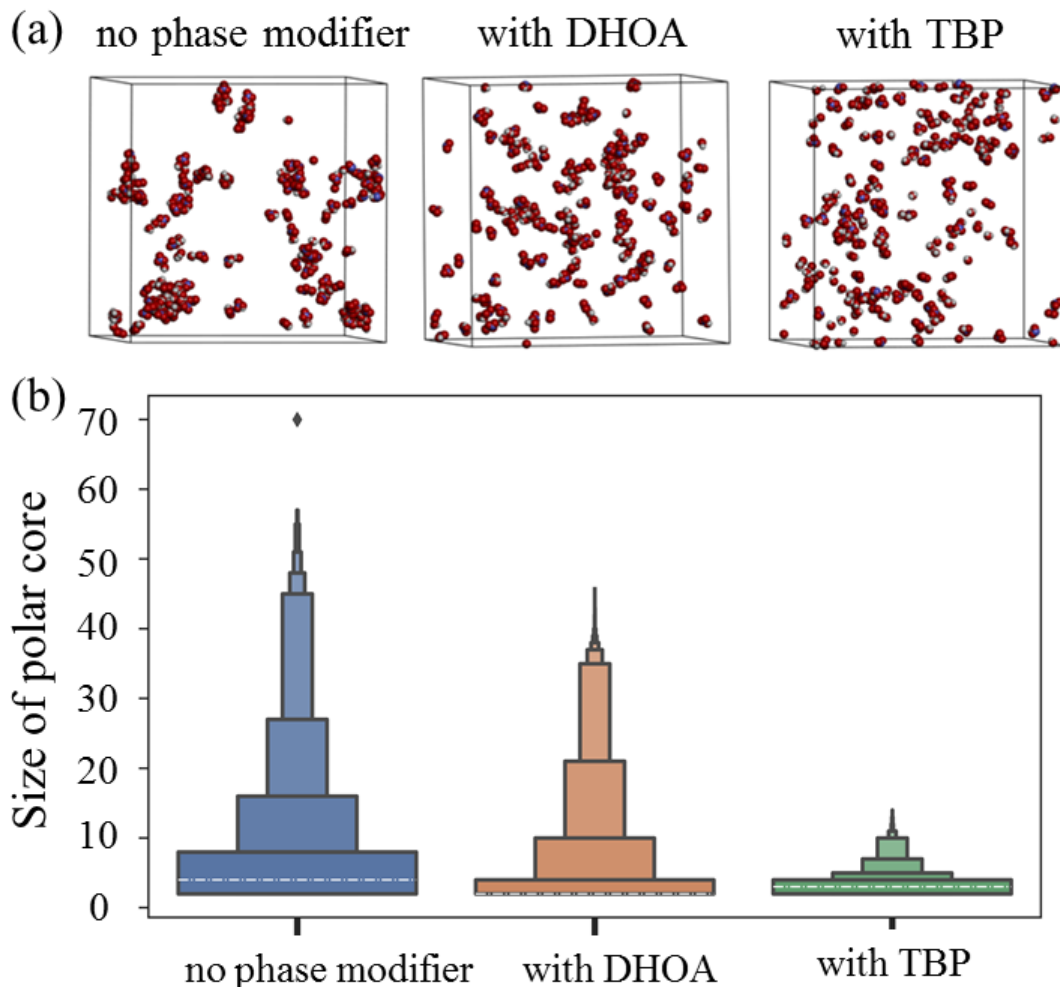 (a) no phase modifier with DHOA with TBP
(b)
70
60
50
40
30
20
10
0
Size of polar core
no phase modifier with DHOA with TBP